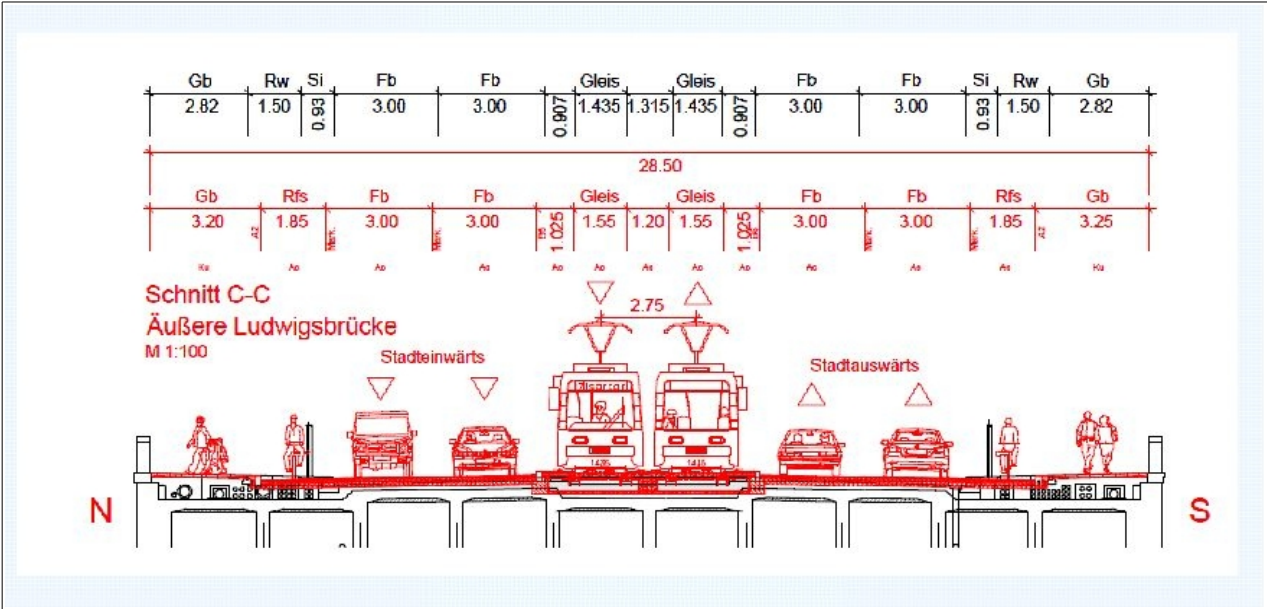 Gb Rw Si Fb Fb Gleis Gleis Fb Fb Si Rw Gb
2.82 1.50 0.93 3.00 3.00 0.907 1.435 1.315 1.435 0.907 3.00 3.00 0.93 1.50 2.82
28.50
Gb Rfs Fb Fb Gleis Gleis Fb Fb Rfs Gb
3.20 1.85 3.00 3.00 1.025 1.55 1.20 1.55 1.025 3.00 3.00 1.85 3.25
Schnitt C-C
Äußere Ludwigsbrücke
M 1:100
2.75
Stadteinwärts
Stadtauswärts
N
S